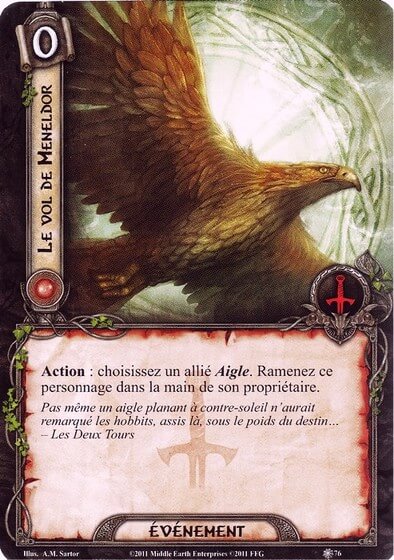 0
LE VOL DE MENELDOR
Action : choisissez un allié Aigle. Ramenez ce
personnage dans la main de son propriétaire.
Pas même un aigle planant à contre-soleil n'aurait
remarqué les hobbits, assis là, sous le poids du destin…
– Les Deux Tours
ÉVÉNEMENT
Illus. A.M. Sartor ©2011 Middle Earth Enterprises ©2011 FFG 76